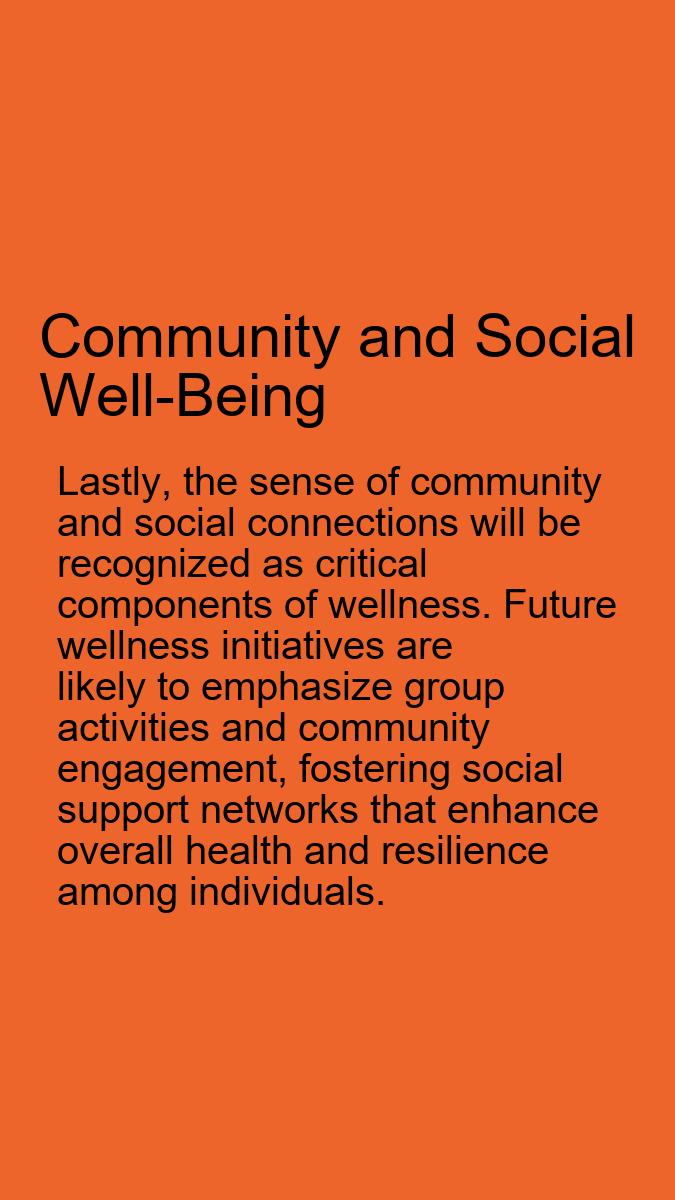 Community and Social
Well-Being
Lastly, the sense of community
and social connections will be
recognized as critical
components of wellness. Future
wellness initiatives are
likely to emphasize group
activities and community
engagement, fostering social
support networks that enhance
overall health and resilience
among individuals.